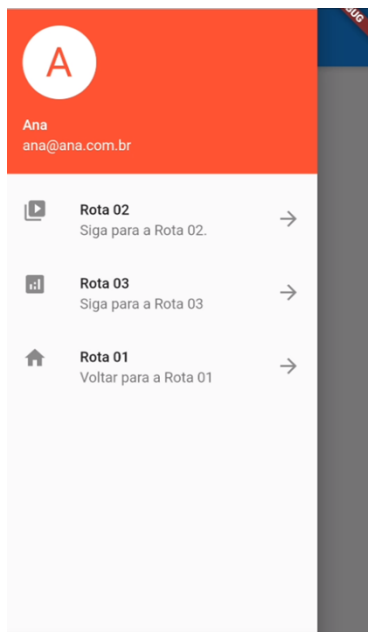 A
Ana
ana@ana.com.br
Rota 02
Siga para a Rota 02.
Rota 03
Siga para a Rota 03
Rota 01
Voltar para a Rota 01